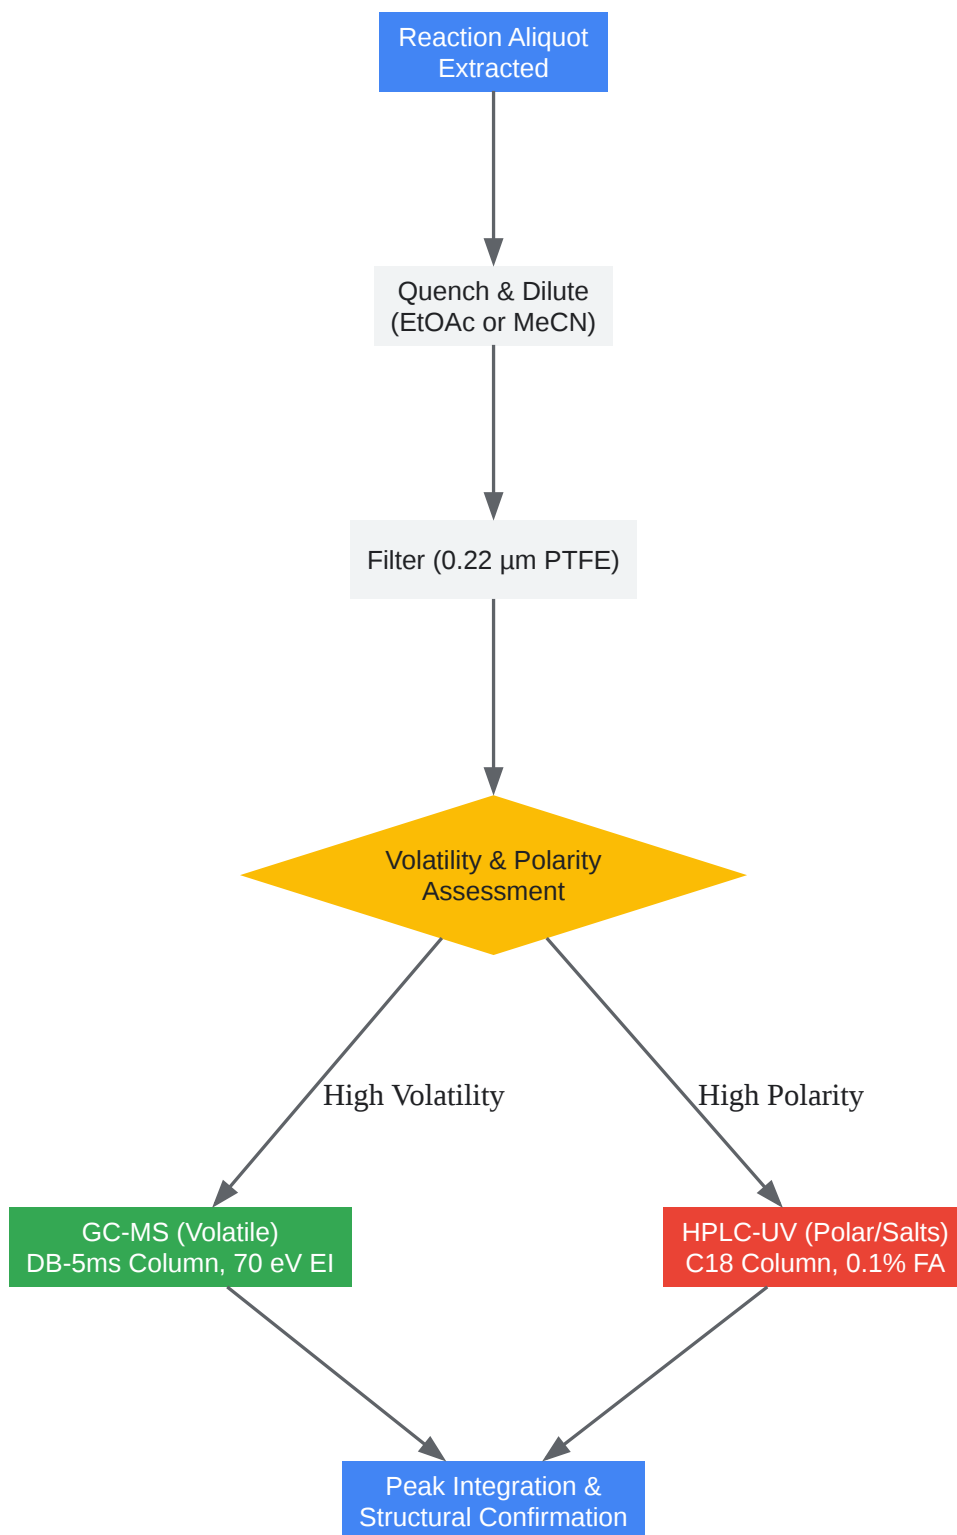 Reaction Aliquot
Extracted
Quench & Dilute
(EtOAc or MeCN)
Filter (0.22 µm PTFE)
Volatility & Polarity
Assessment
High Volatility
High Polarity
GC-MS (Volatile)
DB-5ms Column, 70 eV EI
HPLC-UV (Polar/Salts)
C18 Column, 0.1% FA
Peak Integration &
Structural Confirmation